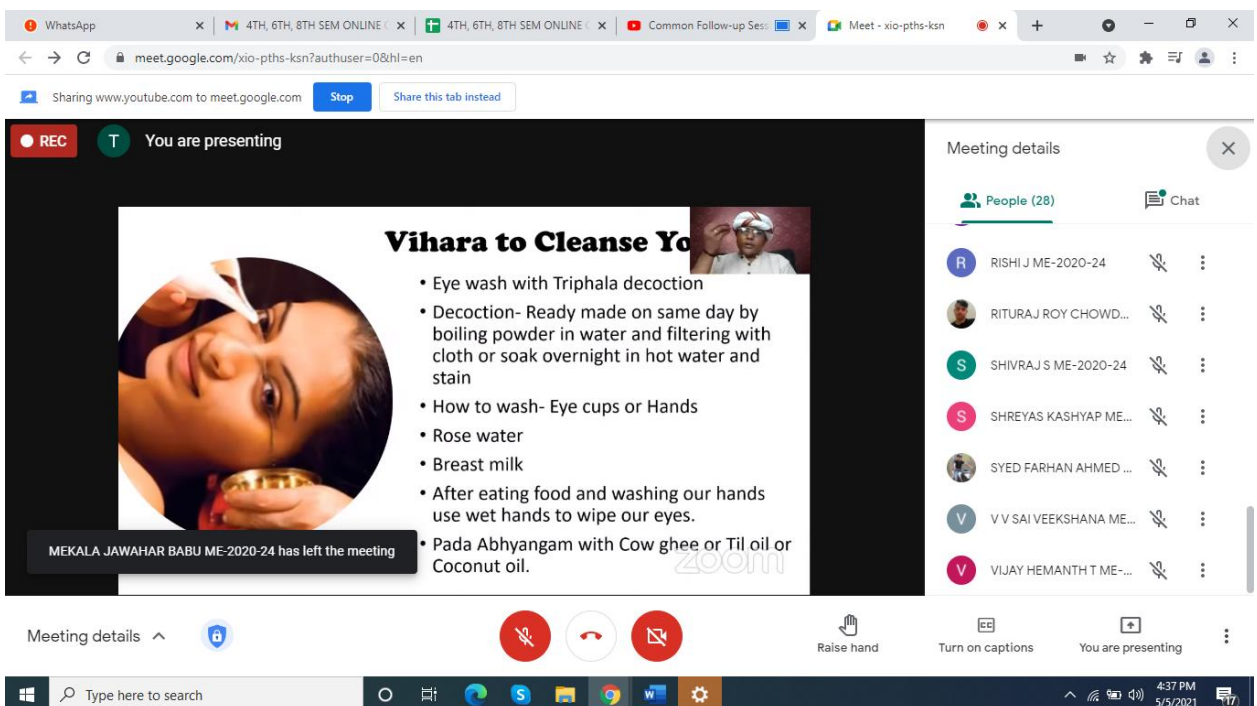 WhatsApp
4TH, 6TH, 8TH SEM ONLINE C
4TH, 6TH, 8TH SEM ONLINE C
Common Follow-up Sess
Meet - xio-pths-ksn
meet.google.com/xio-pths-ksn?authuser=0&hl=en
Sharing www.youtube.com to meet.google.com
Stop
Share this tab instead
REC
T
You are presenting
Meeting details
People (28)
Chat
Vihara to Cleanse Yo
• Eye wash with Triphala decoction
• Decoction- Ready made on same day by
boiling powder in water and filtering with
cloth or soak overnight in hot water and
stain
• How to wash- Eye cups or Hands
• Rose water
• Breast milk
• After eating food and washing our hands
use wet hands to wipe our eyes.
• Pada Abhyangam with Cow ghee or Til oil or
Coconut oil.
zoom
MEKALA JAWAHAR BABU ME-2020-24 has left the meeting
R RISHI J ME-2020-24
RITURAJ ROY CHOWD...
S SHIVRAJ S ME-2020-24
S SHREYAS KASHYAP ME...
SYED FARHAN AHMED ...
V V V SAI VEEKSHANA ME...
V VIJAY HEMANTH T ME-...
Meeting details
Raise hand
CC
Turn on captions
You are presenting
Type here to search
S
W
4:37 PM
5/5/2021
17